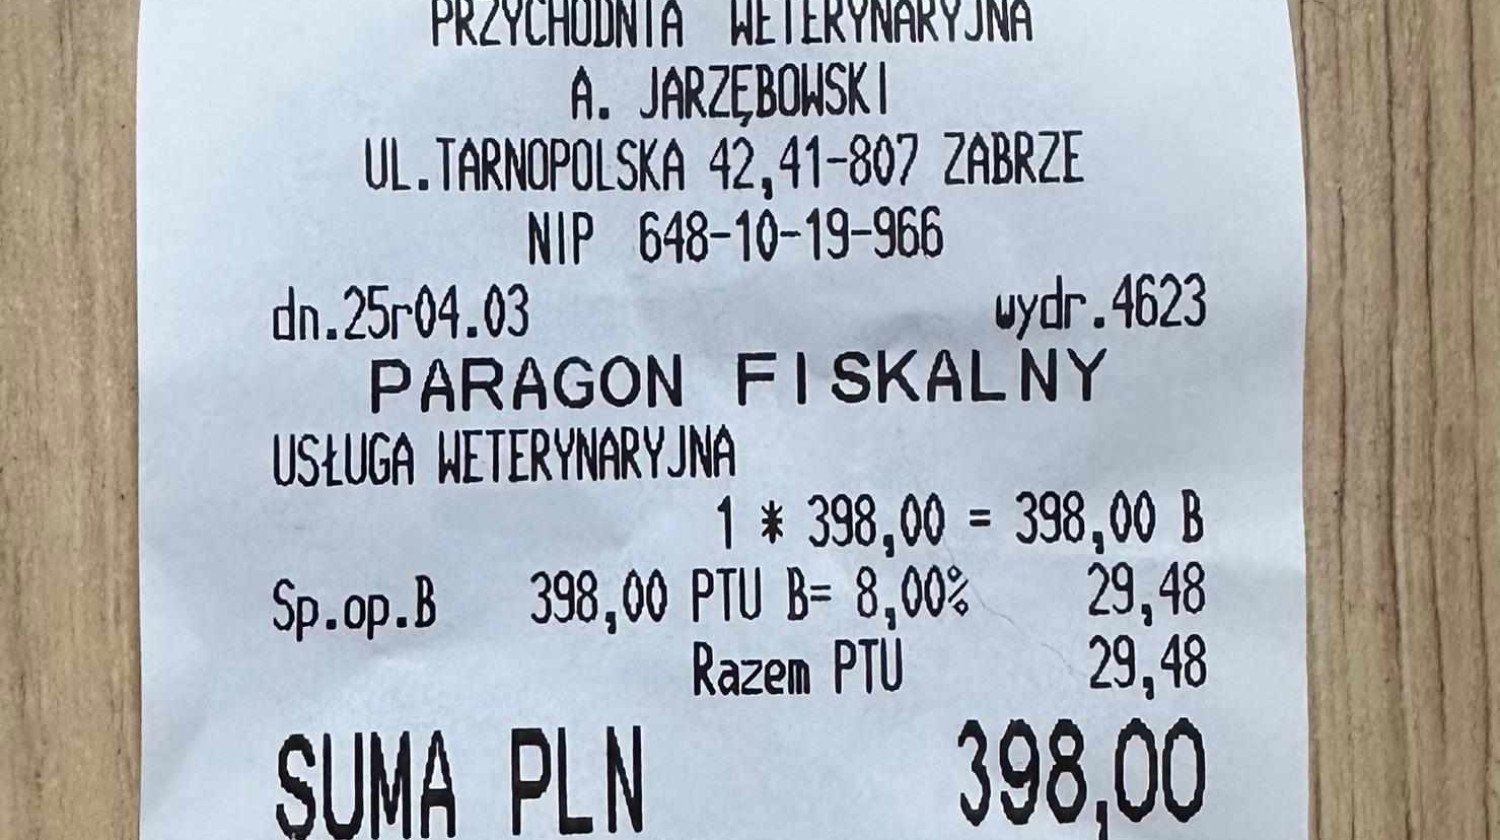 PRZYCHODNIA WETERYNARYJNA
A. JARZĘBOWSKI
UL.TARNOPOLSKA 42,41-807 ZABRZE
NIP 648-10-19-966
dn.25r04.03 wydr.4623
PARAGON FISKALNY
USŁUGA WETERYNARYJNA
1 * 398,00 = 398,00 B
Sp.op.B 398,00 PTU B= 8,00% 29,48
Razem PTU 29,48
SUMA PLN 398,00